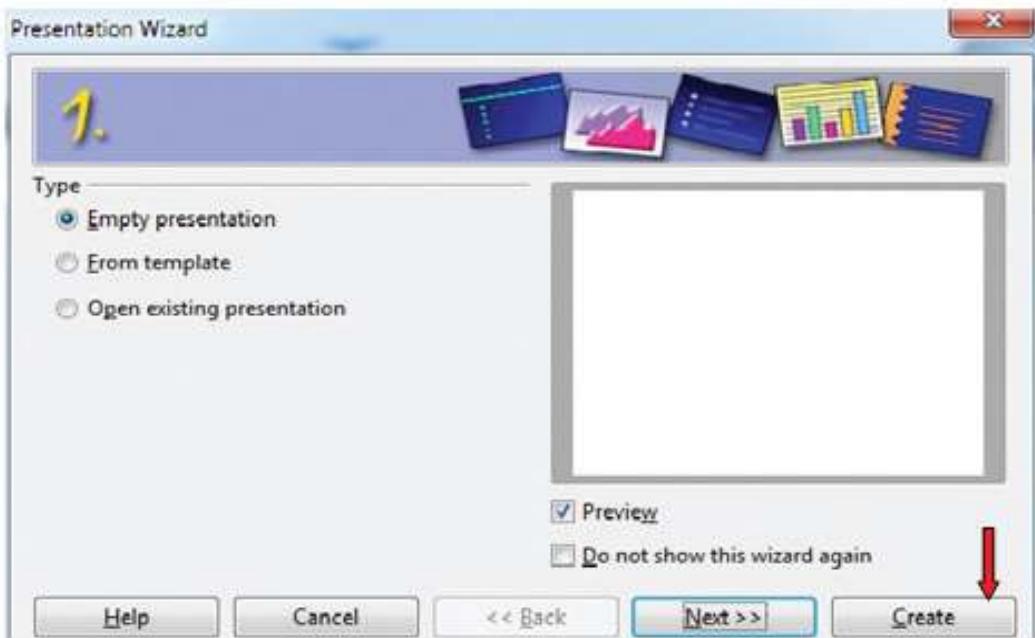 Presentation Wizard
1.
Type
Empty presentation
From template
Open existing presentation
Preview
Do not show this wizard again
Help Cancel << Back Next >> Create